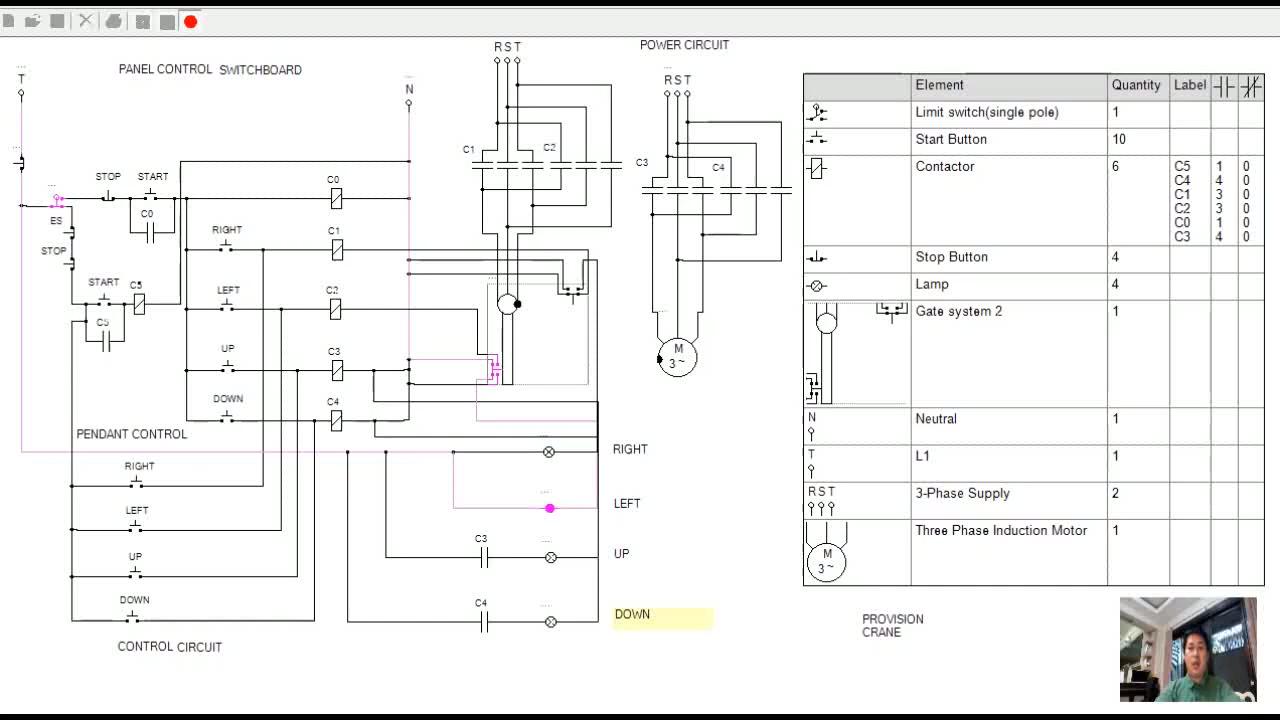 R S T
POWER CIRCUIT
PANEL CONTROL SWITCHBOARD
T
N
R S T
C1
C2
C3
C4
STOP
START
C0
C0
ES
RIGHT
C1
STOP
START
C5
C5
LEFT
C2
UP
C3
DOWN
C4
M
3 ~
PENDANT CONTROL
RIGHT
LEFT
UP
DOWN
CONTROL CIRCUIT
RIGHT
LEFT
C3
UP
C4
DOWN
Element Quantity Label
Limit switch(single pole) 1
Start Button 10
Contactor 6 C5 1 0
C4 4 0
C1 3 0
C2 3 0
C0 1 0
C3 4 0
Stop Button 4
Lamp 4
Gate system 2 1
N Neutral 1
T L1 1
R S T 3-Phase Supply 2
Three Phase Induction Motor 1
M
3 ~
PROVISION
CRANE